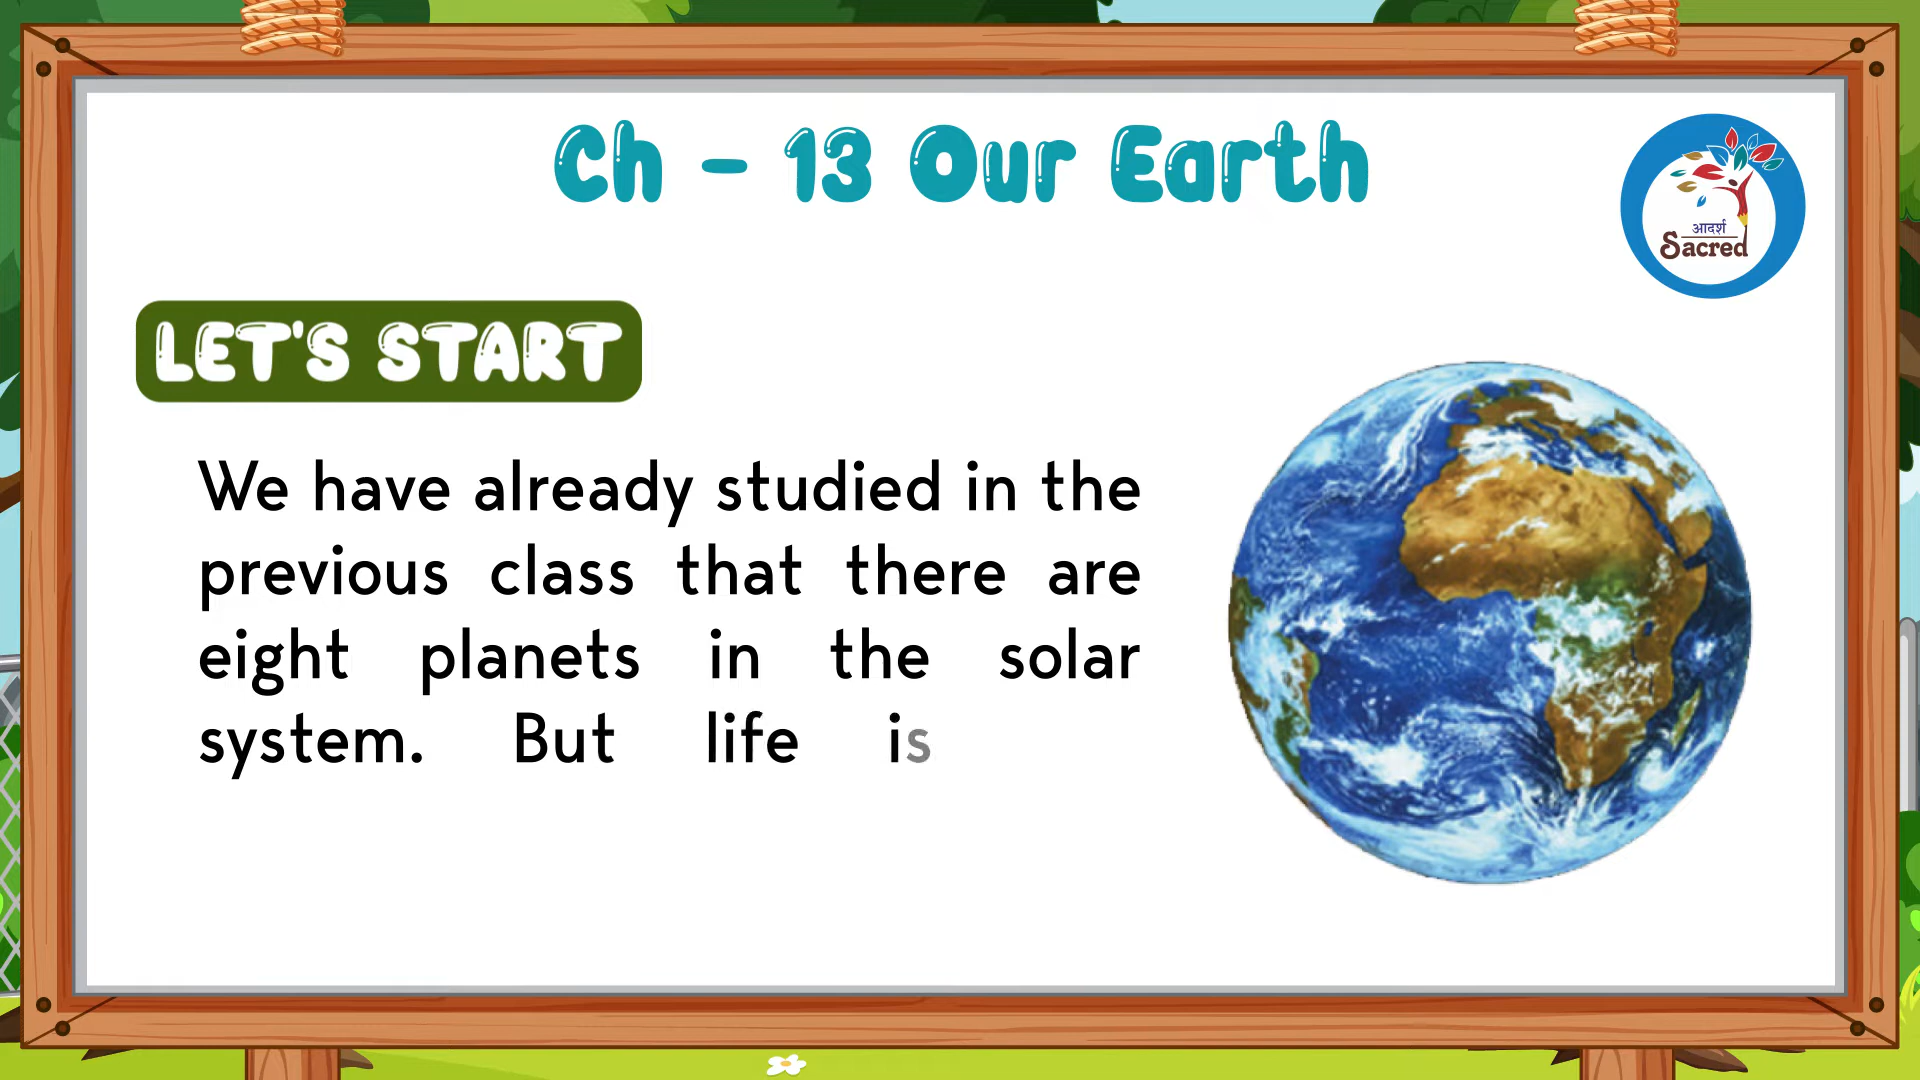 Ch - 13 Our Earth
आदर्श
Sacred
LET'S START
We have already studied in the
previous class that there are
eight planets in the solar
system. But life is